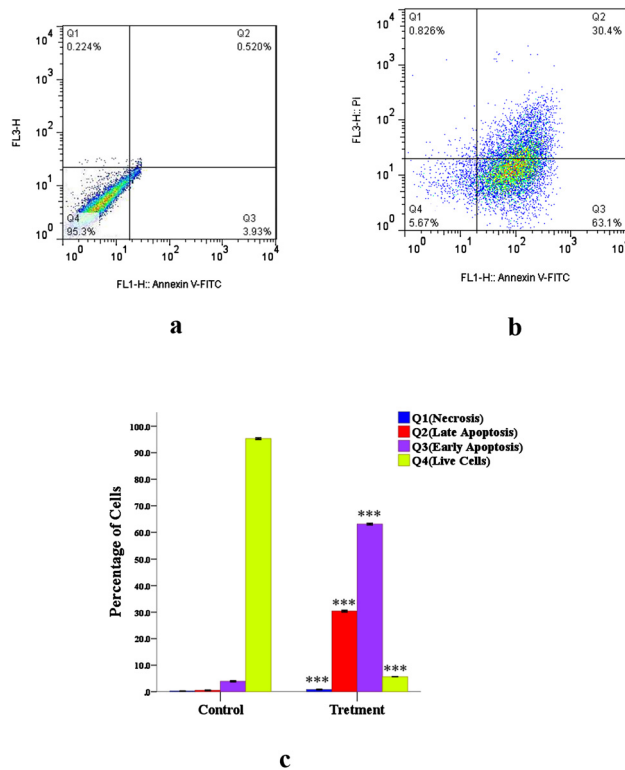 Q1
0.224%
Q2
0.520%
10^4
10^3
10^2
10^1
10^0
FL3-H
Q4
95.3%
Q3
3.93%
10^0 10^1 10^2 10^3 10^4
FL1-H:: Annexin V-FITC
a
Q1
0.826%
Q2
30.4%
10^4
10^3
10^2
10^1
10^0
FL3-H:: PI
Q4
5.67%
Q3
63.1%
10^0 10^1 10^2 10^3 10^4
FL1-H:: Annexin V-FITC
b
Q1(Necrosis)
Q2(Late Apoptosis)
Q3(Early Apoptosis)
Q4(Live Cells)
Percentage of Cells
100.0
90.0
80.0
70.0
60.0
50.0
40.0
30.0
20.0
10.0
.0
***
***
***
***
Control Tretment
c